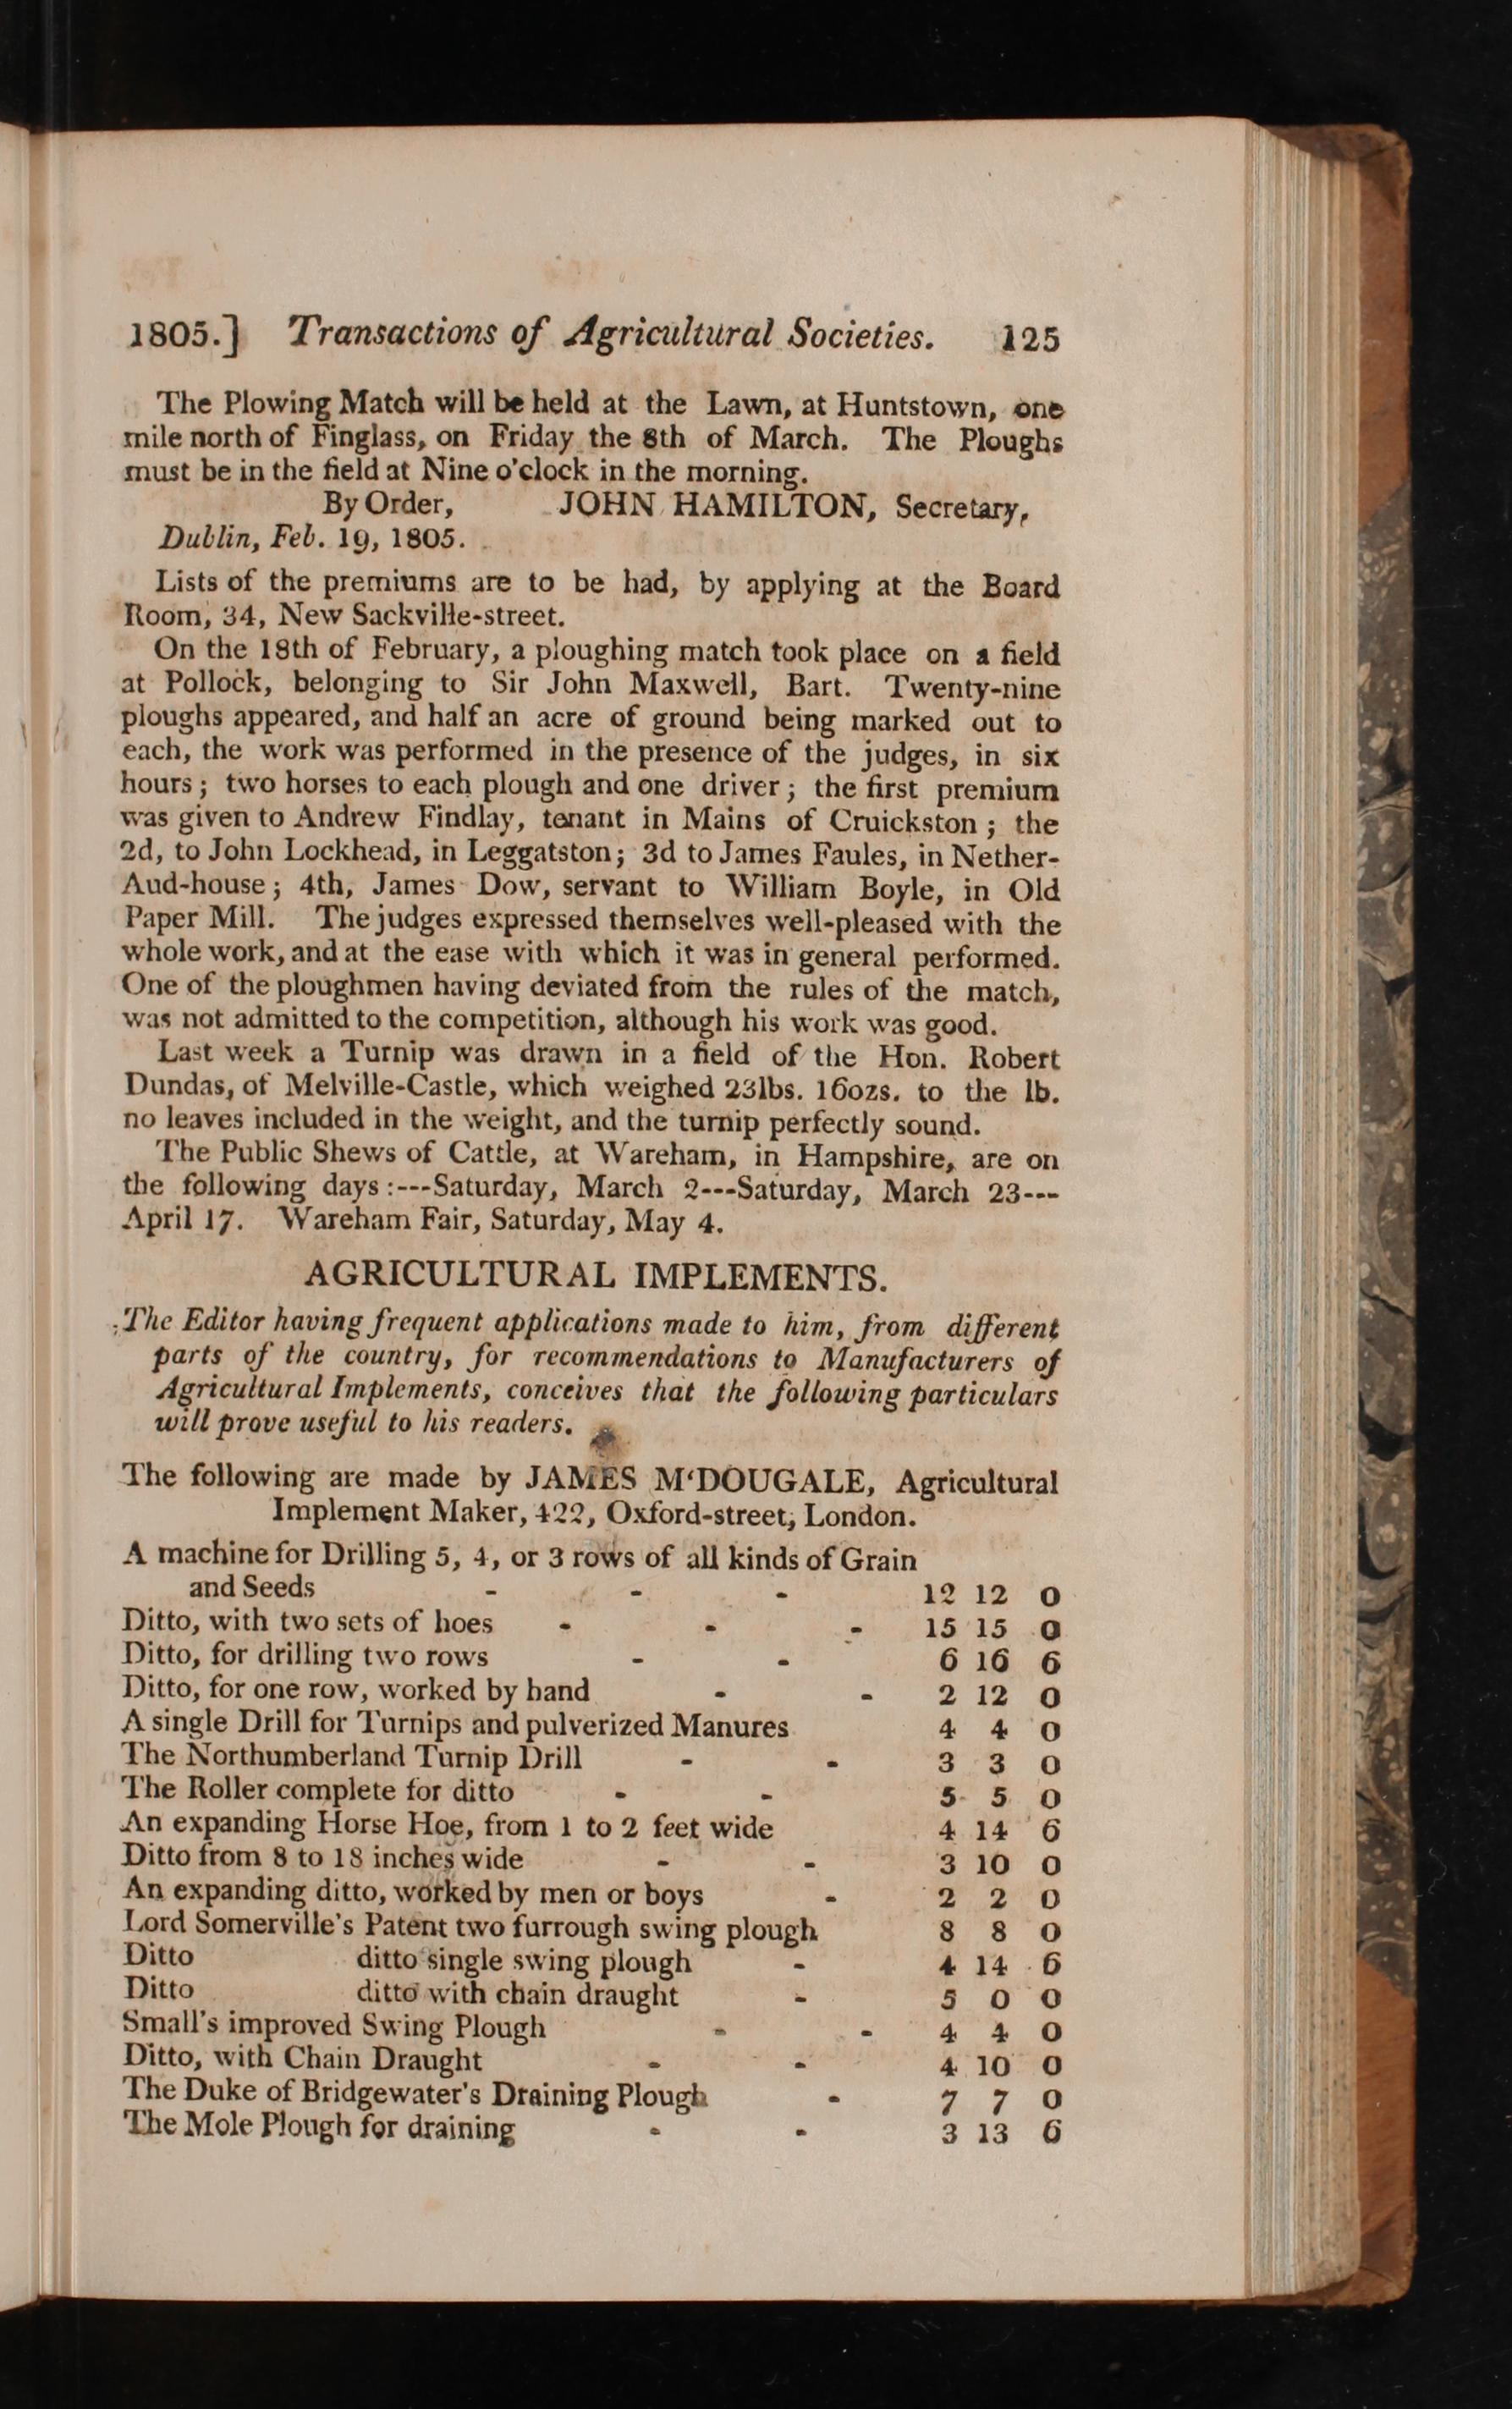 1805.] Transactions of Agricultural Societies. 125
The Plowing Match will be held at the Lawn, at Huntstown, one
mile north of Finglass, on Friday the 8th of March. The Ploughs
must be in the field at Nine o'clock in the morning.
By Order, JOHN HAMILTON, Secretary,
Dublin, Feb. 19, 1805.
Lists of the premiums are to be had, by applying at the Board
Room, 34, New Sackville-street.
On the 18th of February, a ploughing match took place on a field
at Pollock, belonging to Sir John Maxwell, Bart. Twenty-nine
ploughs appeared, and half an acre of ground being marked out to
each, the work was performed in the presence of the judges, in six
hours; two horses to each plough and one driver; the first premium
was given to Andrew Findlay, tenant in Mains of Cruickston; the
2d, to John Lockhead, in Leggatston; 3d to James Faules, in Nether-
Aud-house; 4th, James Dow, servant to William Boyle, in Old
Paper Mill. The judges expressed themselves well-pleased with the
whole work, and at the ease with which it was in general performed.
One of the ploughmen having deviated from the rules of the match,
was not admitted to the competition, although his work was good.
Last week a Turnip was drawn in a field of the Hon. Robert
Dundas, of Melville-Castle, which weighed 23lbs. 16ozs. to the lb.
no leaves included in the weight, and the turnip perfectly sound.
The Public Shews of Cattle, at Wareham, in Hampshire, are on
the following days:---Saturday, March 2---Saturday, March 23---
April 17. Wareham Fair, Saturday, May 4.
AGRICULTURAL IMPLEMENTS.
The Editor having frequent applications made to him, from different
parts of the country, for recommendations to Manufacturers of
Agricultural Implements, conceives that the following particulars
will prove useful to his readers.
The following are made by JAMES M‘DOUGALE, Agricultural
Implement Maker, 422, Oxford-street, London.
A machine for Drilling 5, 4, or 3 rows of all kinds of Grain
and Seeds - - - 12 12 0
Ditto, with two sets of hoes - - - 15 15 0
Ditto, for drilling two rows - - 6 16 6
Ditto, for one row, worked by hand - - 2 12 0
A single Drill for Turnips and pulverized Manures 4 4 0
The Northumberland Turnip Drill - - 3 3 0
The Roller complete for ditto - - 5 5 0
An expanding Horse Hoe, from 1 to 2 feet wide 4 14 6
Ditto from 8 to 18 inches wide - - 3 10 0
An expanding ditto, worked by men or boys - 2 2 0
Lord Somerville's Patent two furrough swing plough 8 8 0
Ditto ditto single swing plough - 4 14 6
Ditto ditto with chain draught - 5 0 0
Small's improved Swing Plough - - 4 4 0
Ditto, with Chain Draught - - 4 10 0
The Duke of Bridgewater's Draining Plough - 7 7 0
The Mole Plough for draining - - 3 13 6